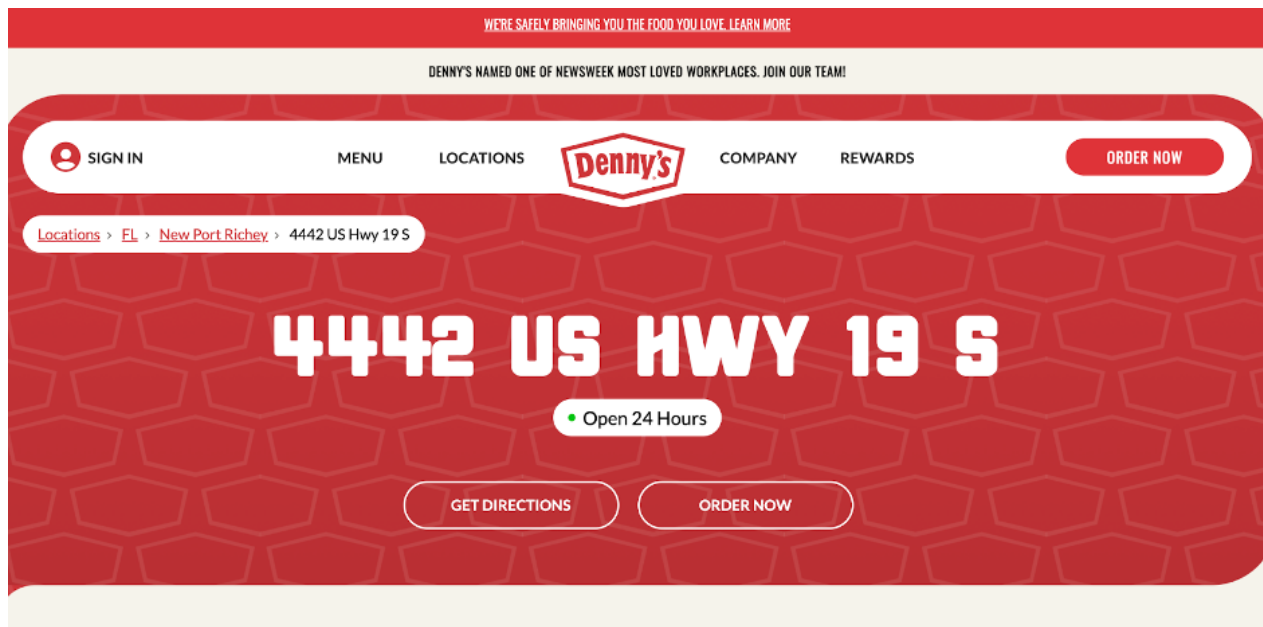 WE'RE SAFELY BRINGING YOU THE FOOD YOU LOVE. LEARN MORE
DENNY'S NAMED ONE OF NEWSWEEK MOST LOVED WORKPLACES. JOIN OUR TEAM!
SIGN IN MENU LOCATIONS Denny's COMPANY REWARDS ORDER NOW
Locations > FL > New Port Richey > 4442 US Hwy 19 S
4442 US HWY 19 S
Open 24 Hours
GET DIRECTIONS ORDER NOW